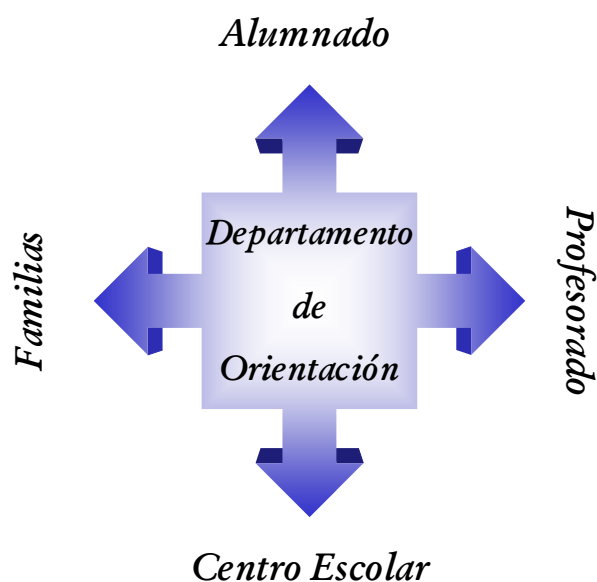 Alumnado
Familias
Departamento
de
Orientación
Profesorado
Centro Escolar